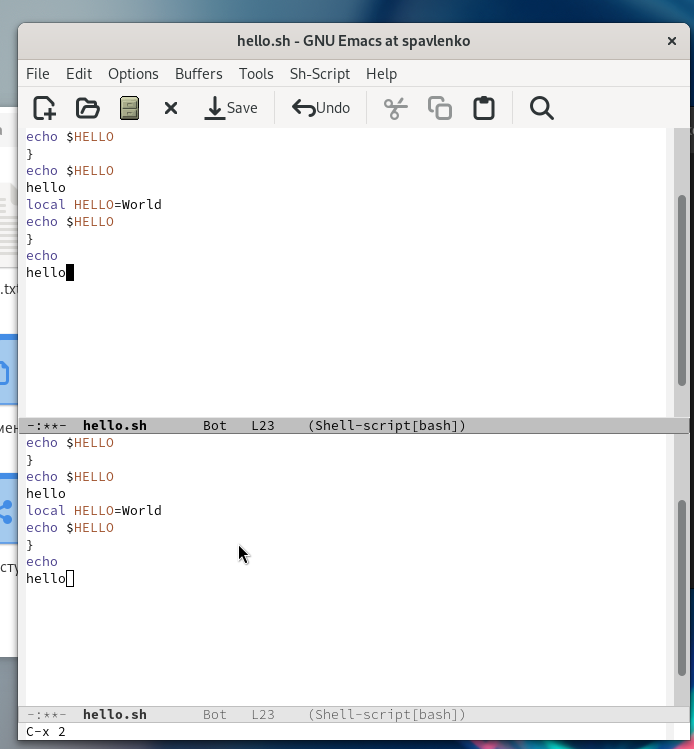 hello.sh - GNU Emacs at spavlenko
File Edit Options Buffers Tools Sh-Script Help
Save Undo
echo $HELLO
}
echo $HELLO
hello
local HELLO=World
echo $HELLO
}
echo
hello
.txt
-:**- hello.sh Bot L23 (Shell-script[bash])
echo $HELLO
}
echo $HELLO
hello
local HELLO=World
echo $HELLO
}
echo
hello
-:**- hello.sh Bot L23 (Shell-script[bash])
C-x 2